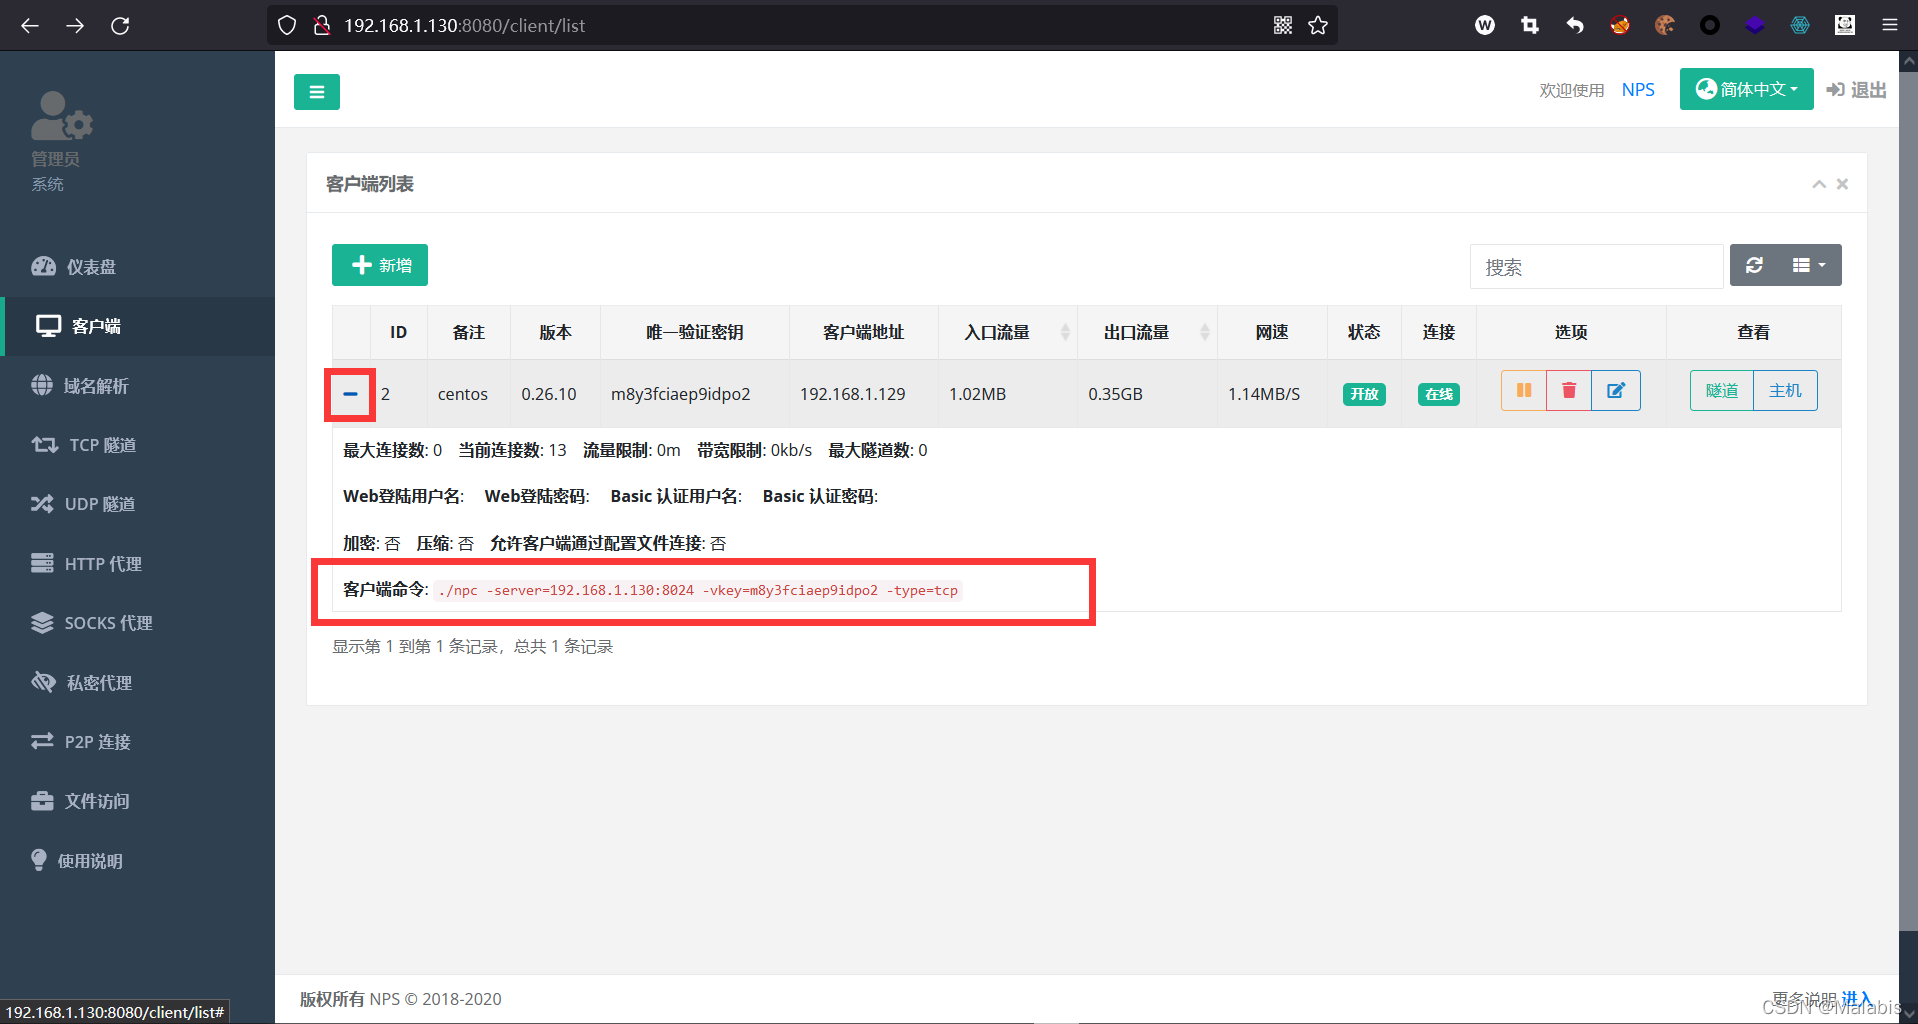 192.168.1.130:8080/client/list
欢迎使用 NPS 简体中文 退出
管理员
系统
仪表盘
客户端
域名解析
TCP 隧道
UDP 隧道
HTTP 代理
SOCKS 代理
私密代理
P2P 连接
文件访问
使用说明
客户端列表
新增
搜索
ID 备注 版本 唯一验证密钥 客户端地址 入口流量 出口流量 网速 状态 连接 选项 查看
2 centos 0.26.10 m8y3fciaep9idpo2 192.168.1.129 1.02MB 0.35GB 1.14MB/S 开放 在线 隧道 主机
最大连接数: 0 当前连接数: 13 流量限制: 0m 带宽限制: 0kb/s 最大隧道数: 0
Web登陆用户名: Web登陆密码: Basic 认证用户名: Basic 认证密码:
加密: 否 压缩: 否 允许客户端通过配置文件连接: 否
客户端命令: ./npc -server=192.168.1.130:8024 -vkey=m8y3fciaep9idpo2 -type=tcp
显示第 1 到第 1 条记录，总共 1 条记录
版权所有 NPS © 2018-2020
更多说明 进入
CSDN @Malabis
192.168.1.130:8080/client/list#